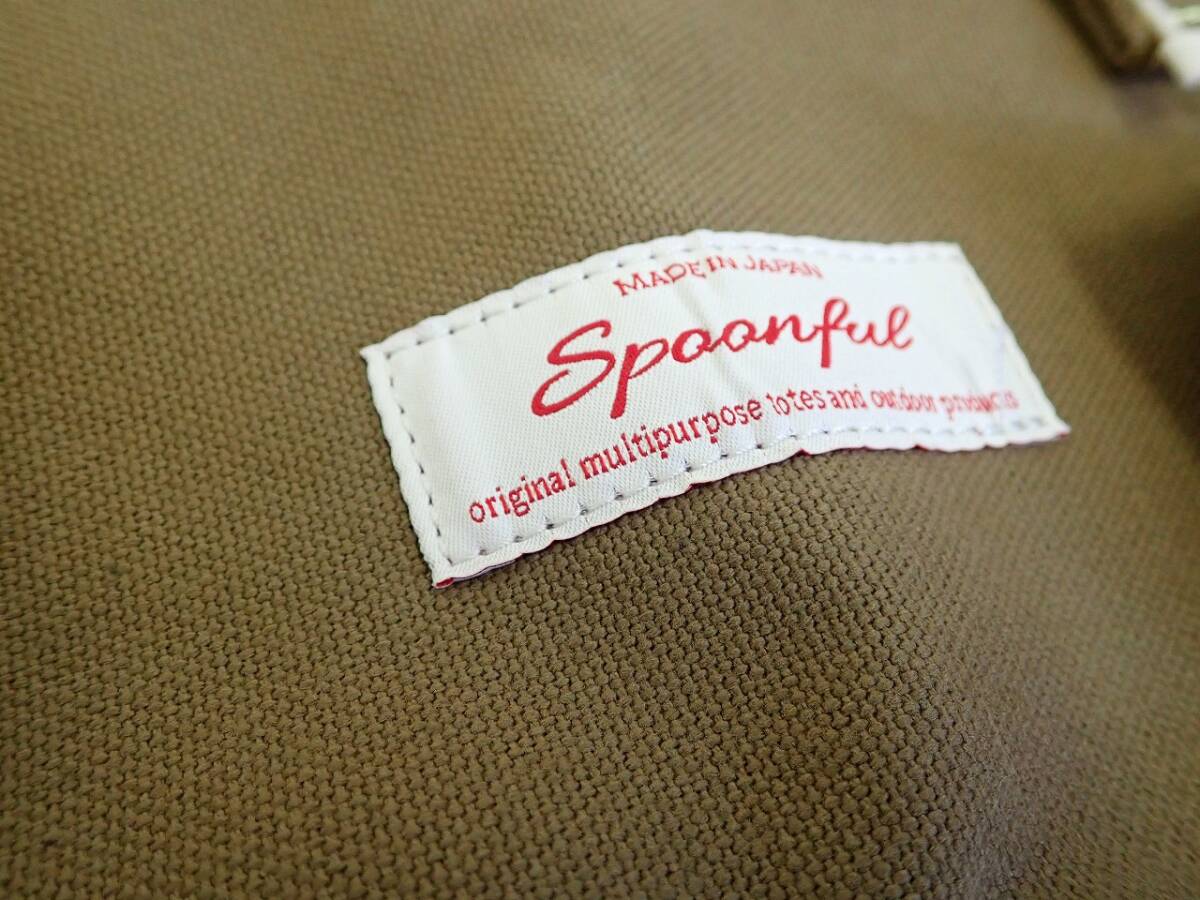 MADE IN JAPAN
Spoonful
original multipurpose totes and outdoor products